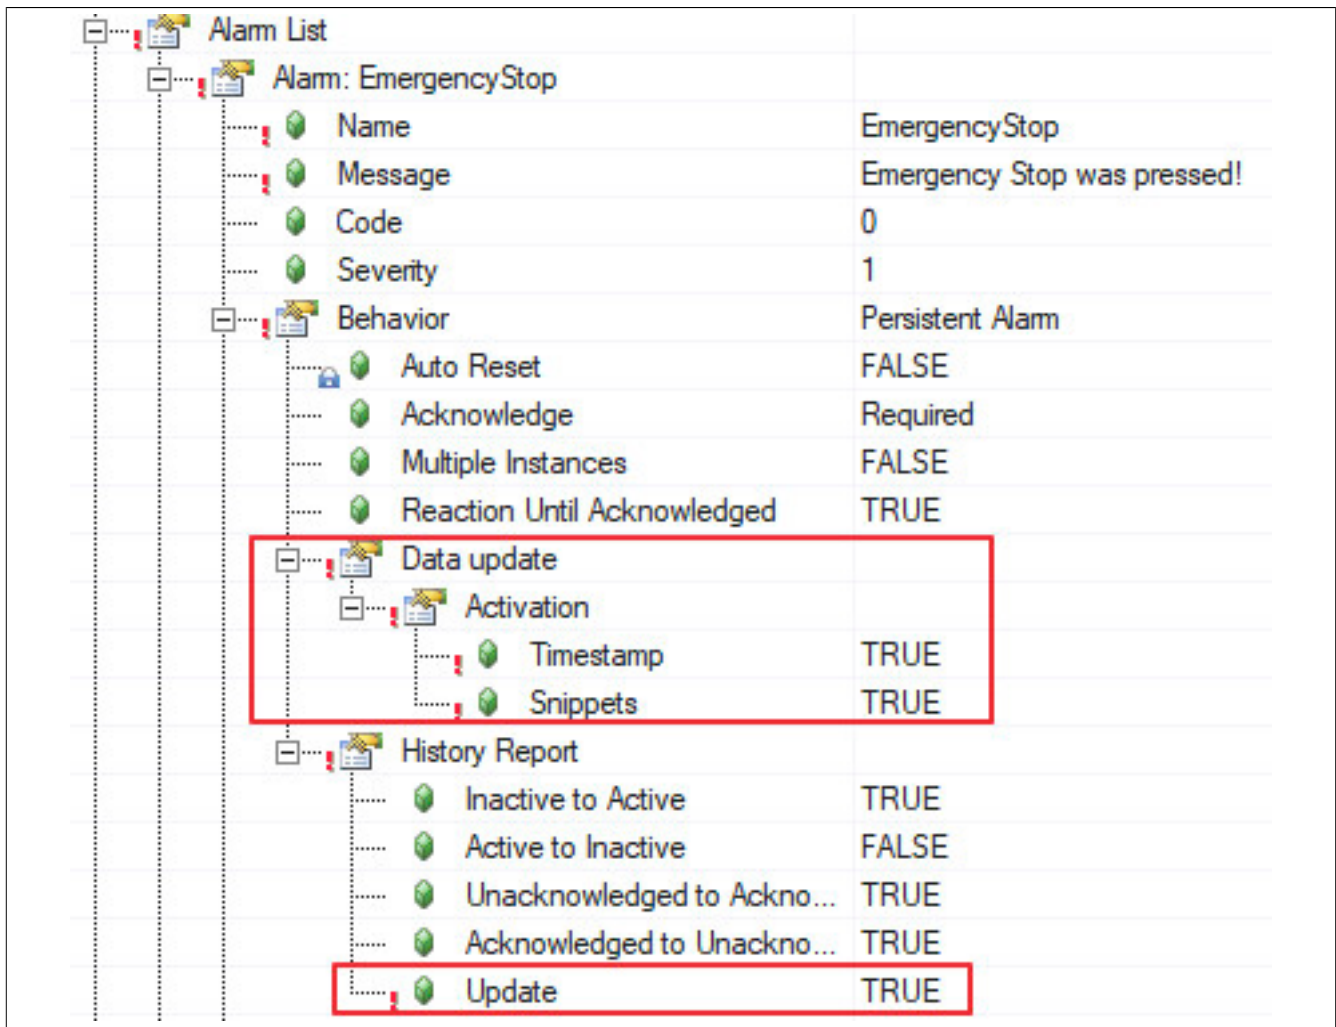 Alarm List
Alarm: EmergencyStop
Name EmergencyStop
Message Emergency Stop was pressed!
Code 0
Severity 1
Behavior Persistent Alarm
Auto Reset FALSE
Acknowledge Required
Multiple Instances FALSE
Reaction Until Acknowledged TRUE
Data update
Activation
Timestamp TRUE
Snippets TRUE
History Report
Inactive to Active TRUE
Active to Inactive FALSE
Unacknowledged to Ackno... TRUE
Acknowledged to Unackno... TRUE
Update TRUE